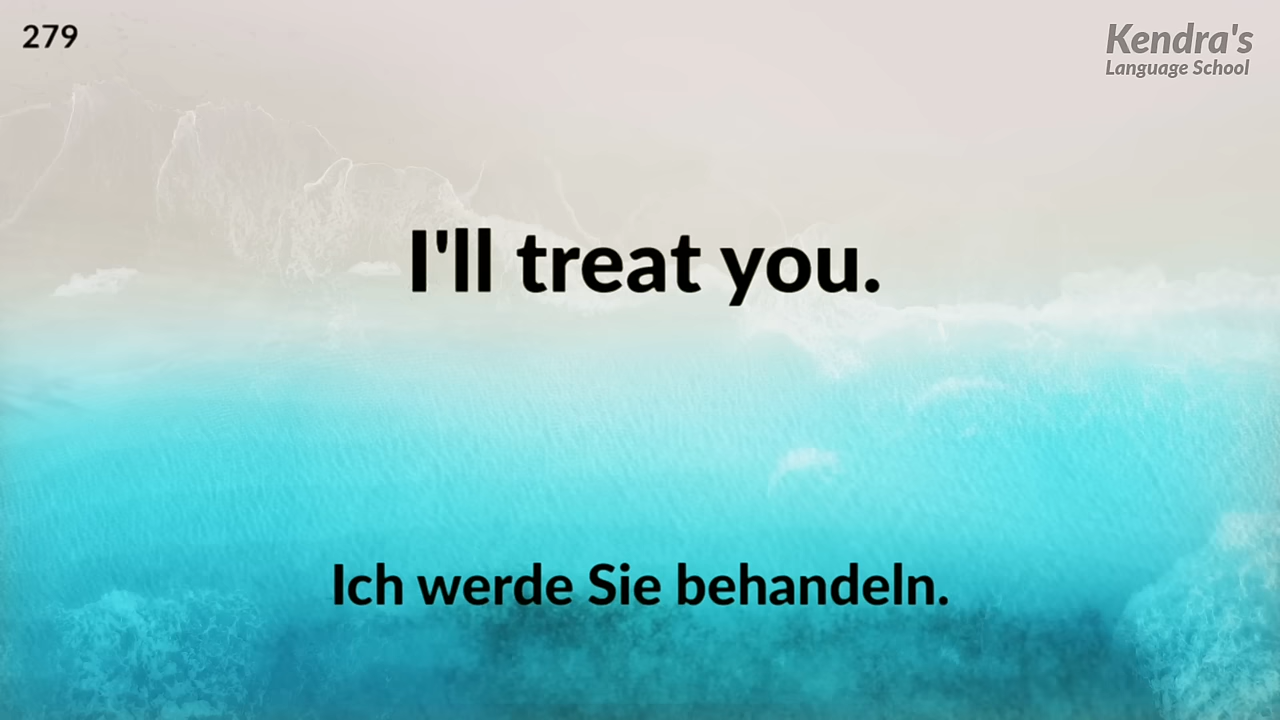 279
Kendra's
Language School
I'll treat you.
Ich werde Sie behandeln.